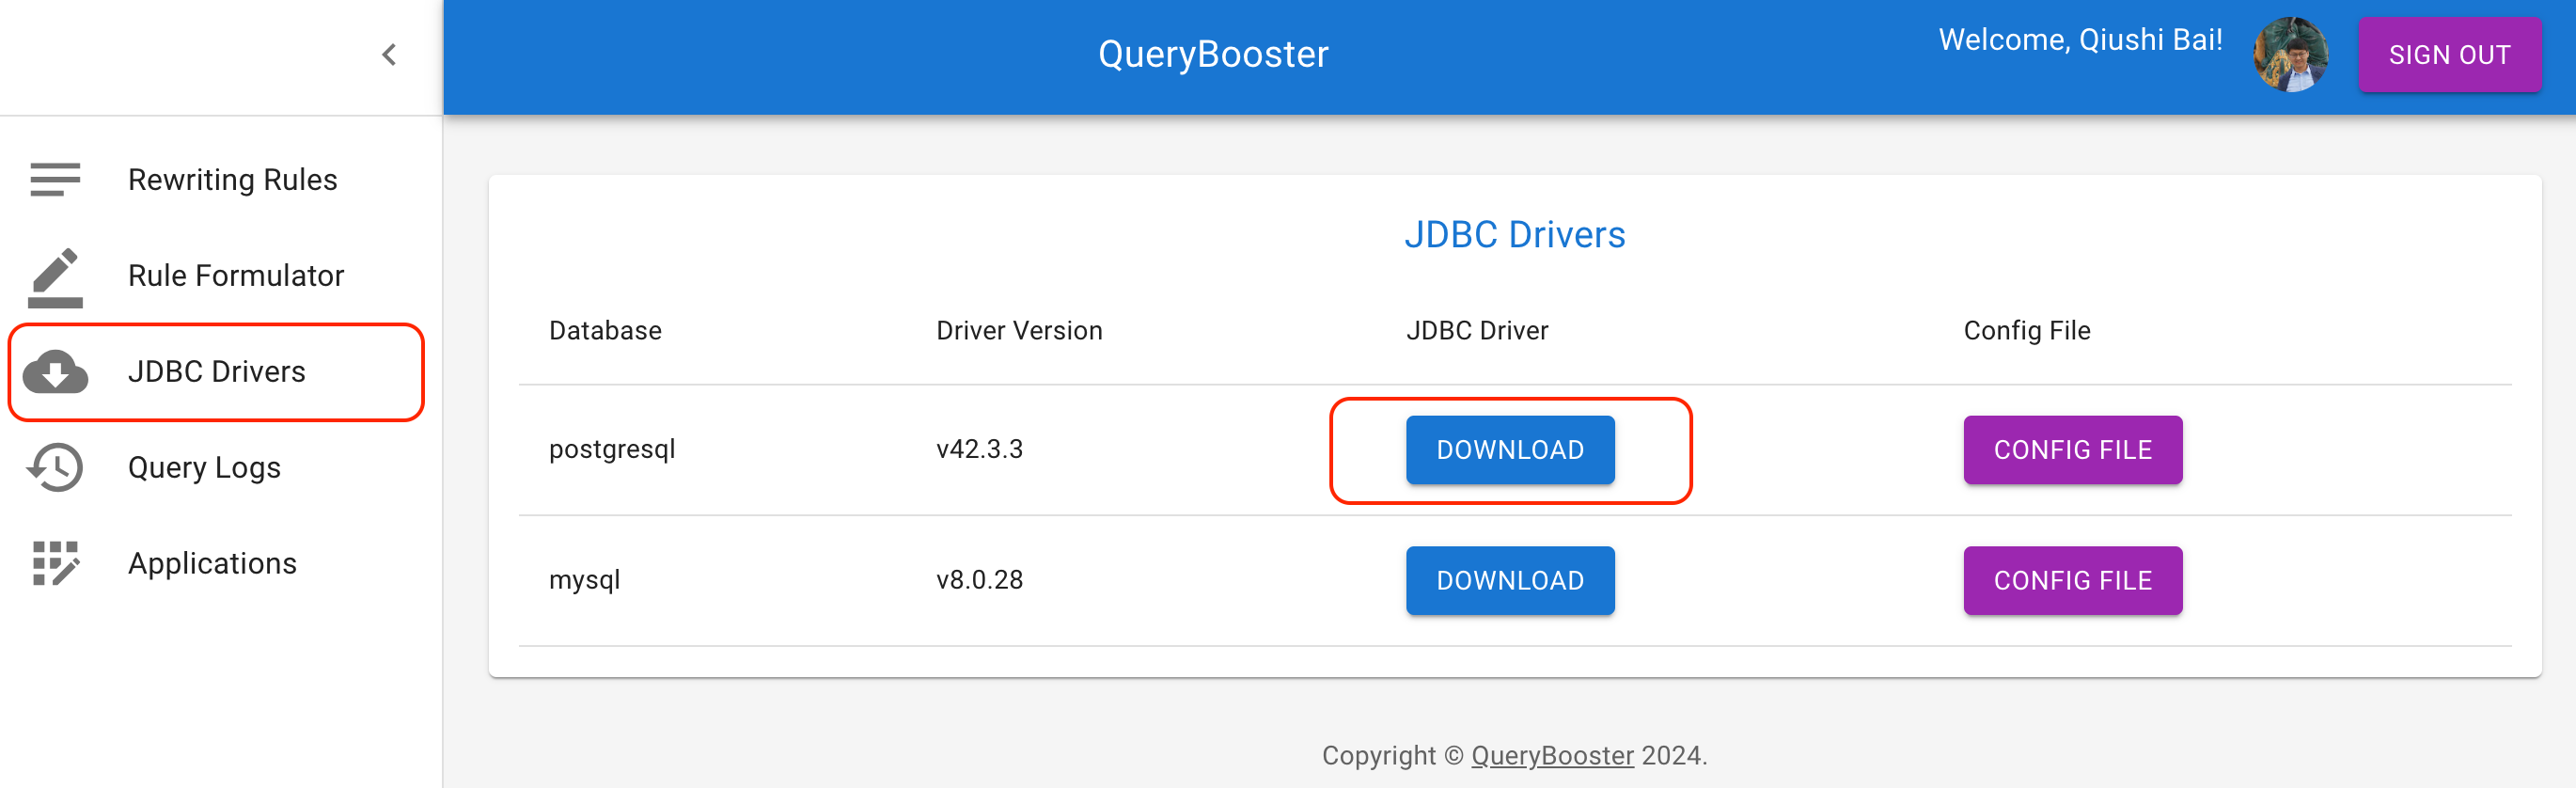 QueryBooster
Welcome, Qiushi Bai!
SIGN OUT
Rewriting Rules
Rule Formulator
JDBC Drivers
Query Logs
Applications
JDBC Drivers
Database Driver Version JDBC Driver Config File
postgresql v42.3.3 DOWNLOAD CONFIG FILE
mysql v8.0.28 DOWNLOAD CONFIG FILE
Copyright © QueryBooster 2024.